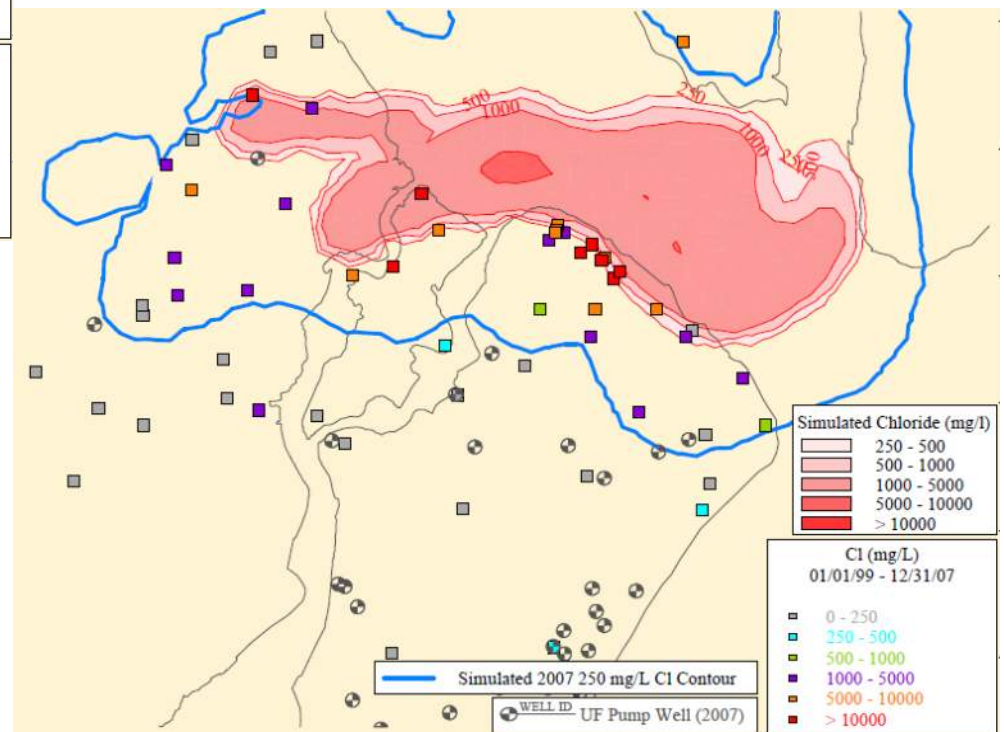 500
1000
250
1000
250
500
Simulated Chloride (mg/l)
250 - 500
500 - 1000
1000 - 5000
5000 - 10000
> 10000
Cl (mg/L)
01/01/99 - 12/31/07
0 - 250
250 - 500
500 - 1000
1000 - 5000
5000 - 10000
> 10000
Simulated 2007 250 mg/L Cl Contour
WELL ID UF Pump Well (2007)